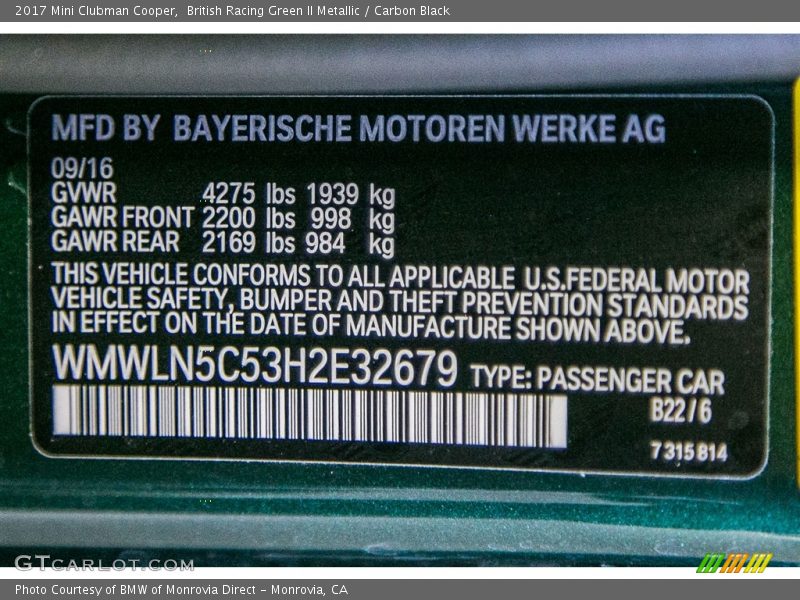 2017 Mini Clubman Cooper, British Racing Green II Metallic / Carbon Black
MFD BY BAYERISCHE MOTOREN WERKE AG
09/16
GVWR 4275 lbs 1939 kg
GAWR FRONT 2200 lbs 998 kg
GAWR REAR 2169 lbs 984 kg
THIS VEHICLE CONFORMS TO ALL APPLICABLE U.S.FEDERAL MOTOR
VEHICLE SAFETY, BUMPER AND THEFT PREVENTION STANDARDS
IN EFFECT ON THE DATE OF MANUFACTURE SHOWN ABOVE.
WMWLN5C53H2E32679 TYPE: PASSENGER CAR
B22/6
7 315 814
GTCARLOT.COM
Photo Courtesy of BMW of Monrovia Direct - Monrovia, CA